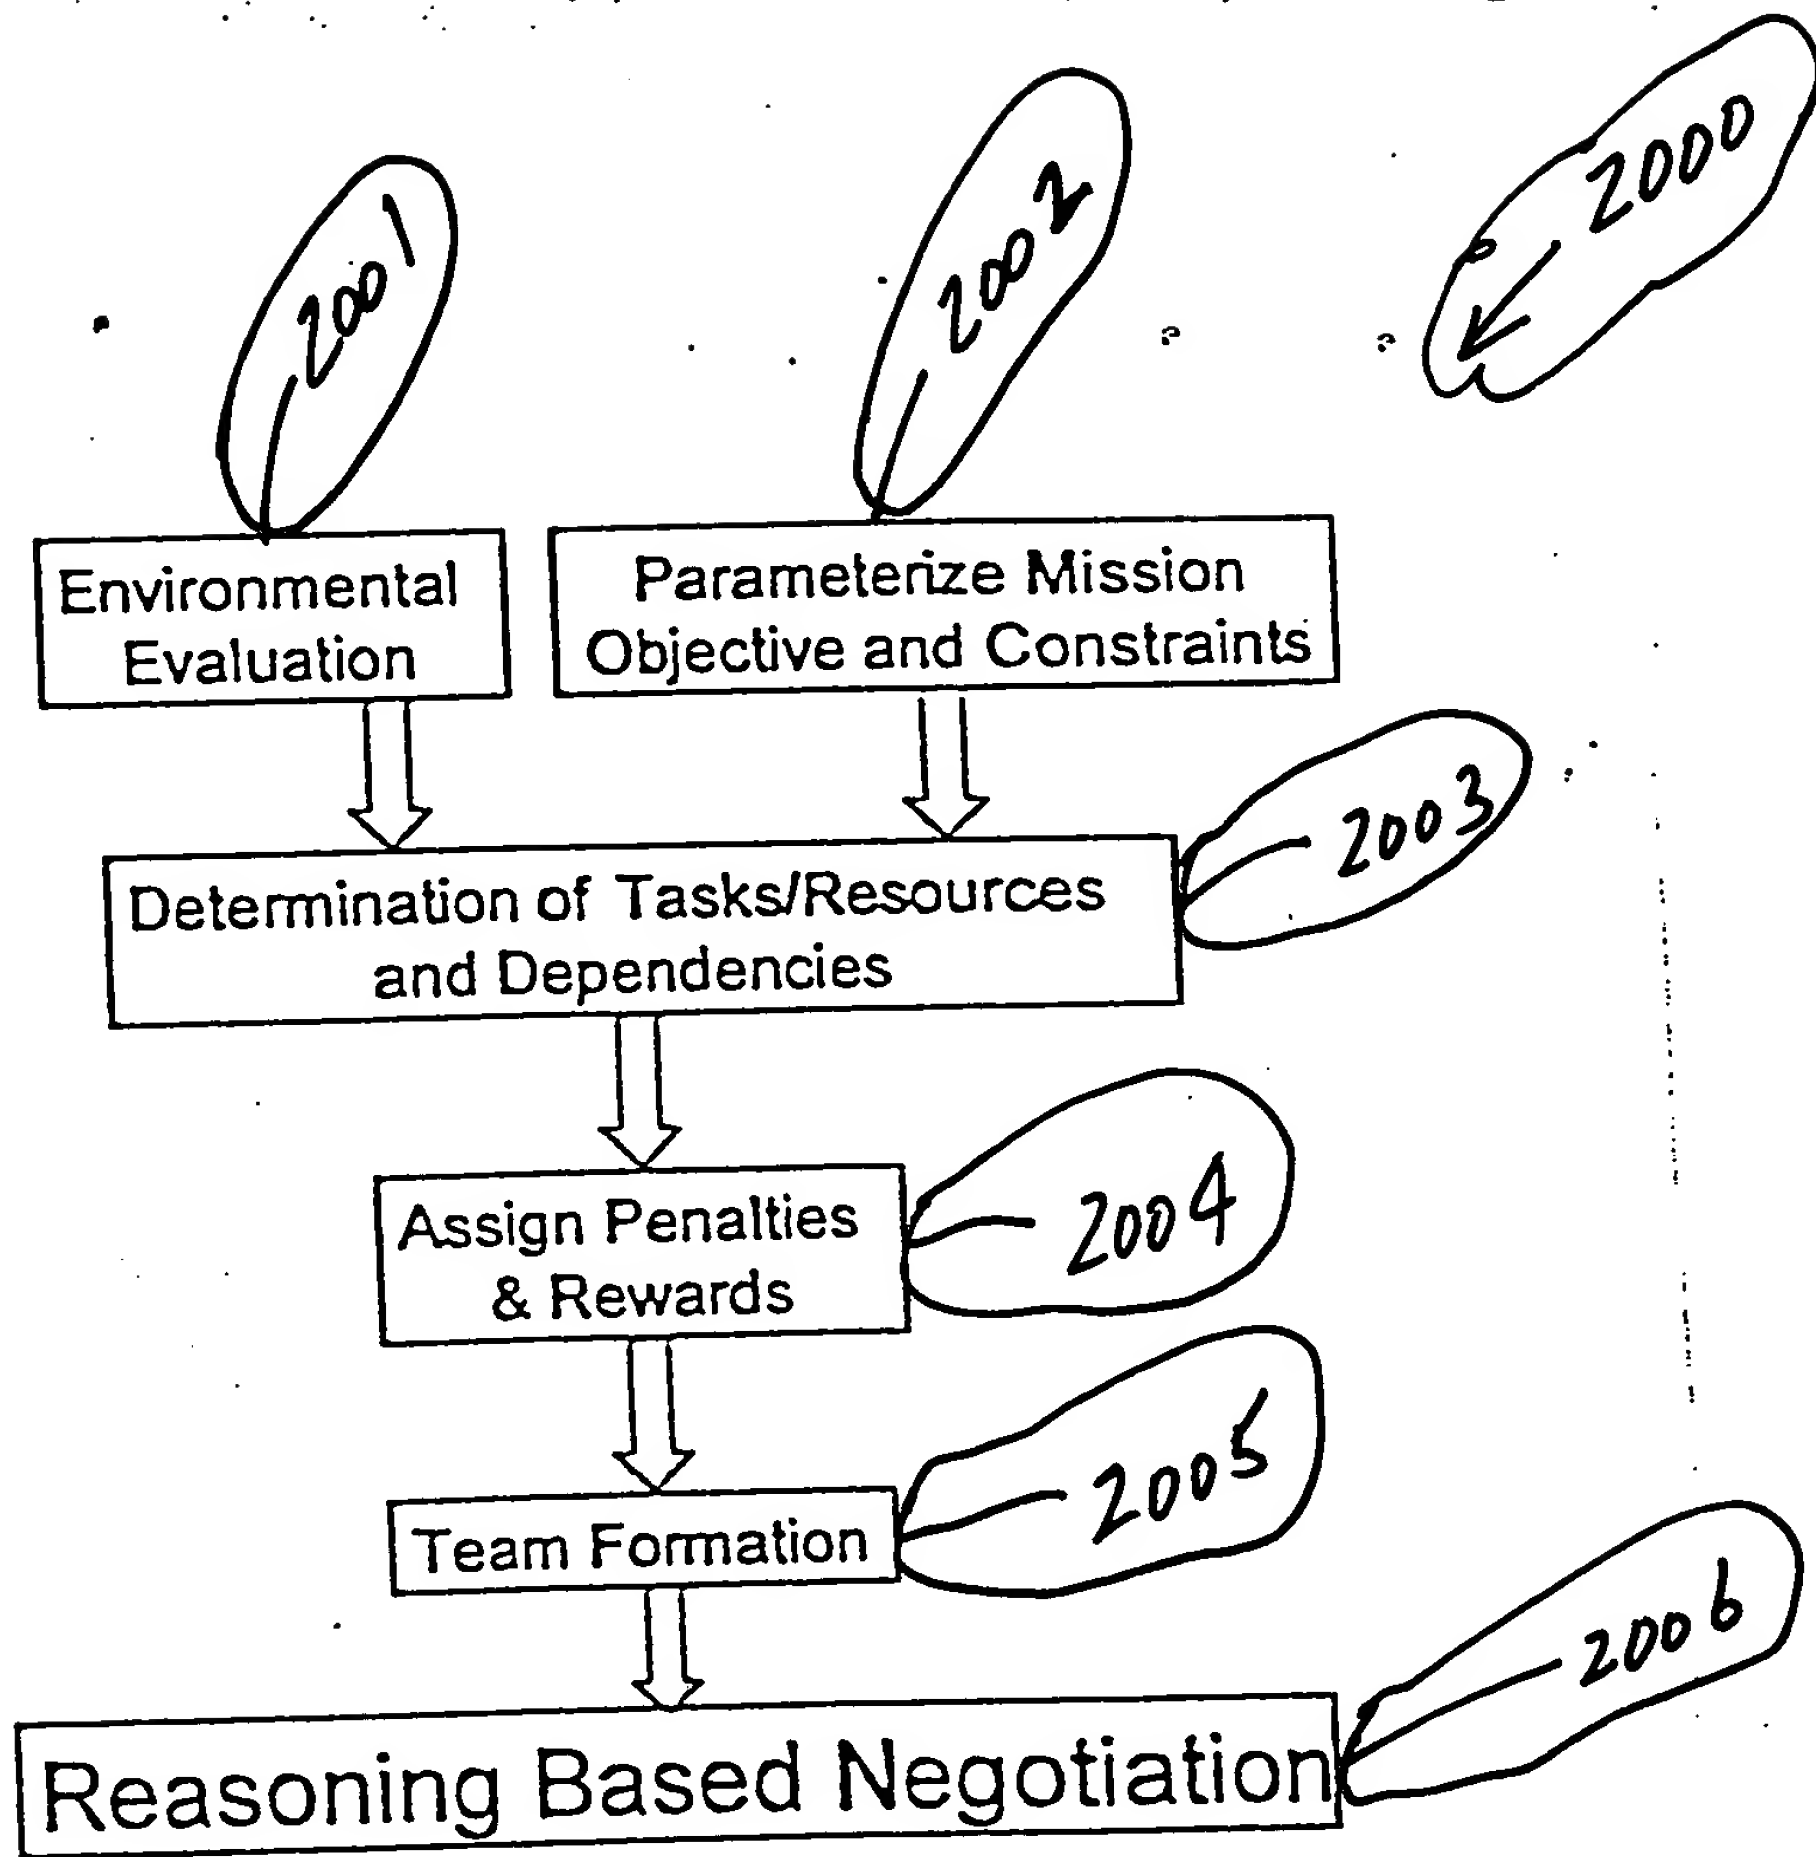 2000
2001
2002
Environmental
Evaluation
Parameterize Mission
Objective and Constraints
2003
Determination of Tasks/Resources
and Dependencies
2004
Assign Penalties
& Rewards
2005
Team Formation
2006
Reasoning Based Negotiation